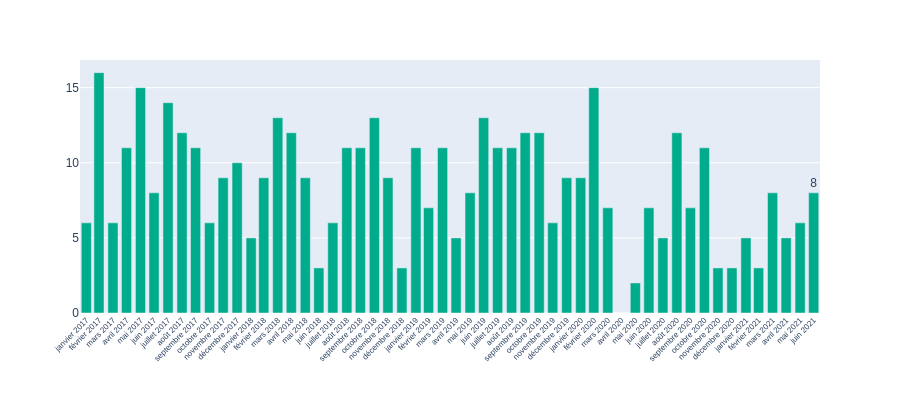 15
10
5
0
8
janvier 2017
février 2017
mars 2017
avril 2017
mai 2017
juin 2017
juillet 2017
août 2017
septembre 2017
octobre 2017
novembre 2017
décembre 2017
janvier 2018
février 2018
mars 2018
avril 2018
mai 2018
juin 2018
juillet 2018
août 2018
septembre 2018
octobre 2018
novembre 2018
décembre 2018
janvier 2019
février 2019
mars 2019
avril 2019
mai 2019
juin 2019
juillet 2019
août 2019
septembre 2019
octobre 2019
novembre 2019
décembre 2019
janvier 2020
février 2020
mars 2020
avril 2020
mai 2020
juin 2020
juillet 2020
août 2020
septembre 2020
octobre 2020
novembre 2020
décembre 2020
janvier 2021
février 2021
mars 2021
avril 2021
mai 2021
juin 2021